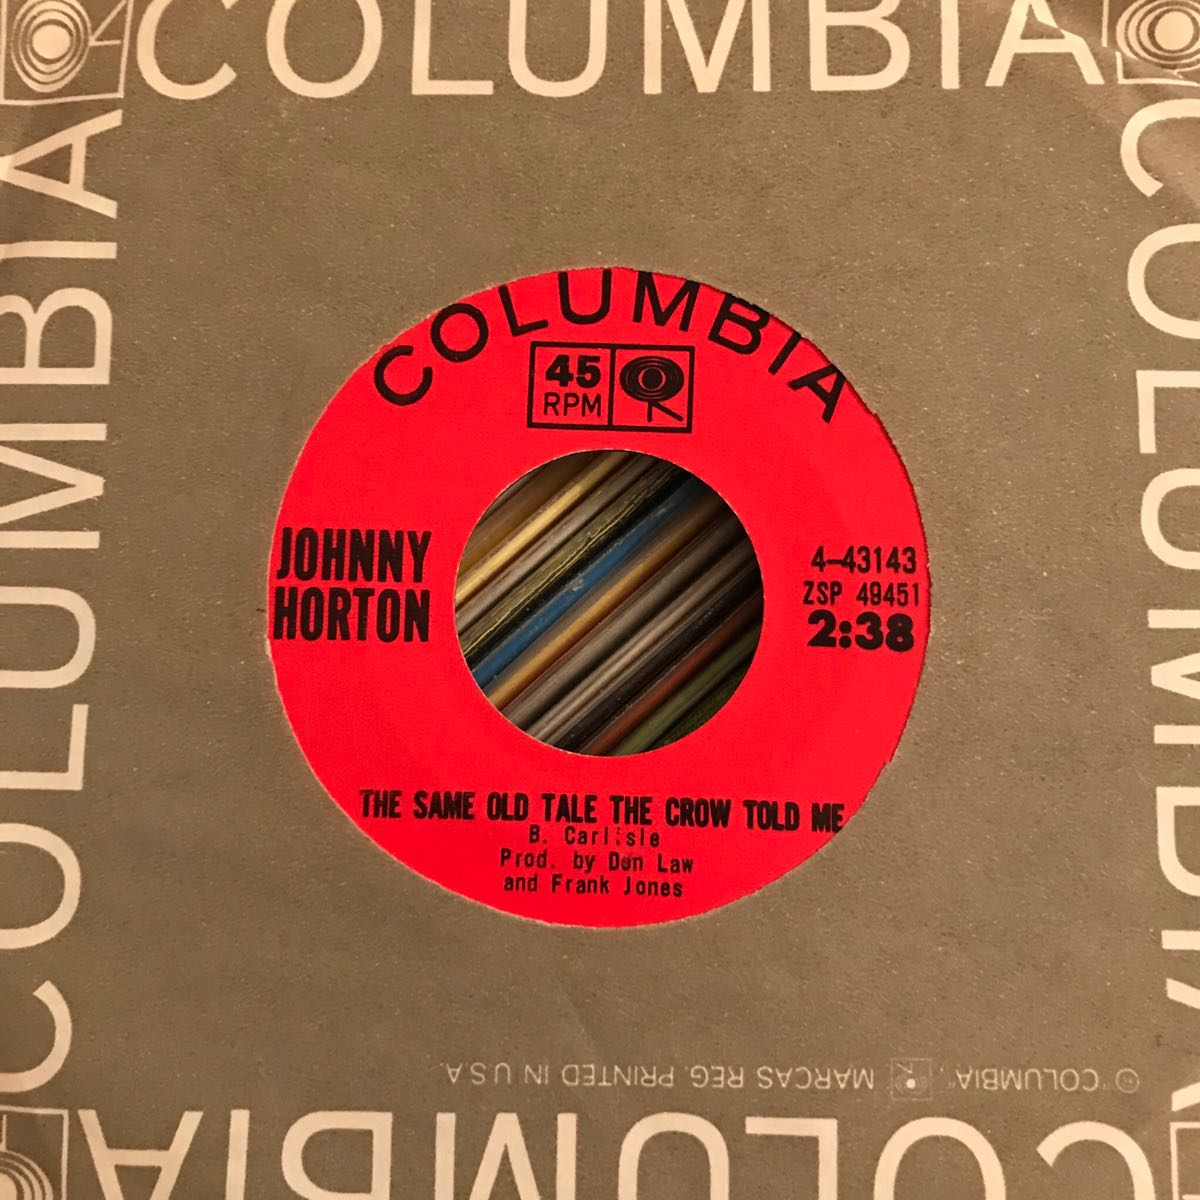 COLUMBIA
COLUMBIA
COLUMBIA
COLUMBIA
45
RPM
JOHNNY
HORTON
4-43143
ZSP 49451
2:38
THE SAME OLD TALE THE CROW TOLD ME
B. Carlisle
Prod. by Don Law
and Frank Jones
© "COLUMBIA", MARCAS REG. PRINTED IN U.S.A.
COLUMBIA